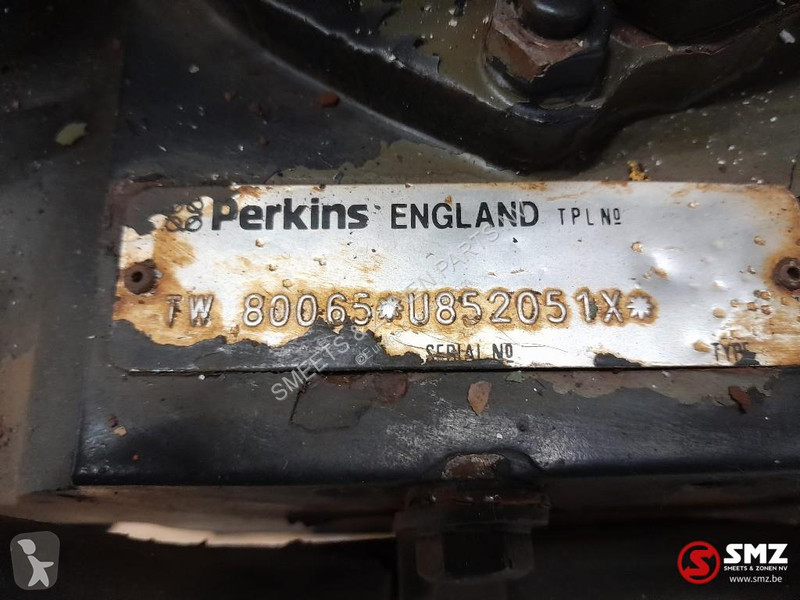 Perkins ENGLAND TPL Nº
TW 80065*U852051X*
SERIAL Nº TYPE
SMZ
SMEETS & ZONEN NV
www.smz.be